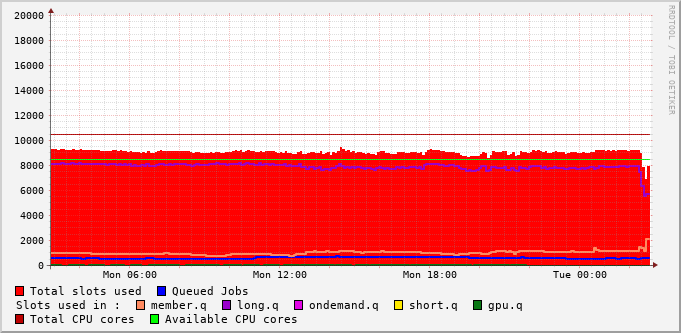 20000
18000
16000
14000
12000
10000
8000
6000
4000
2000
0
Mon 06:00 Mon 12:00 Mon 18:00 Tue 00:00
Total slots used Queued Jobs
Slots used in : member.q long.q ondemand.q short.q gpu.q
Total CPU cores Available CPU cores
RRDTOOL / TOBI OETIKER